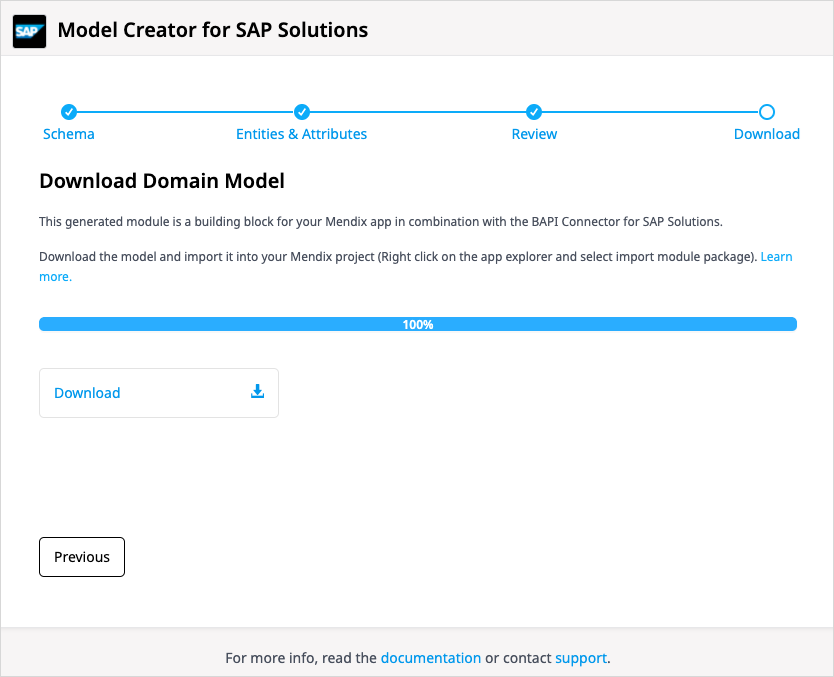 SAP
Model Creator for SAP Solutions
Schema
Entities & Attributes
Review
Download
Download Domain Model
This generated module is a building block for your Mendix app in combination with the BAPI Connector for SAP Solutions.
Download the model and import it into your Mendix project (Right click on the app explorer and select import module package). Learn
more.
100%
Download
Previous
For more info, read the documentation or contact support.